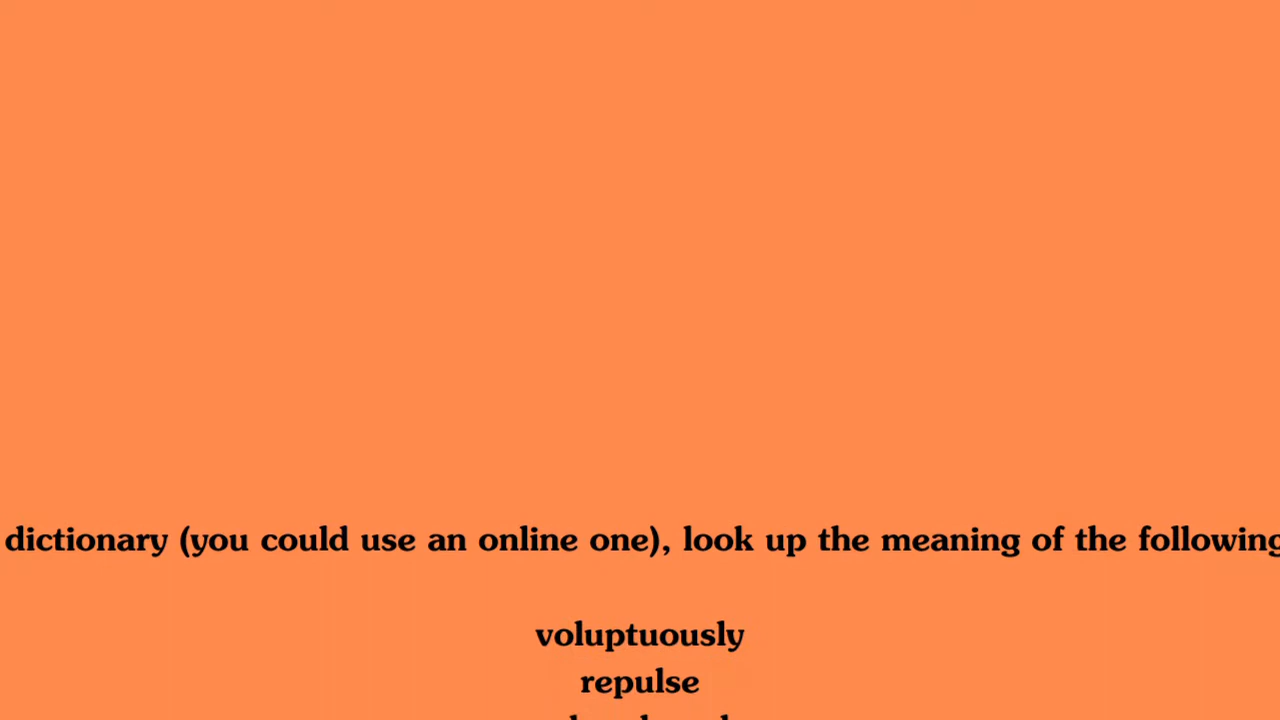 dictionary (you could use an online one), look up the meaning of the following
voluptuously
repulse